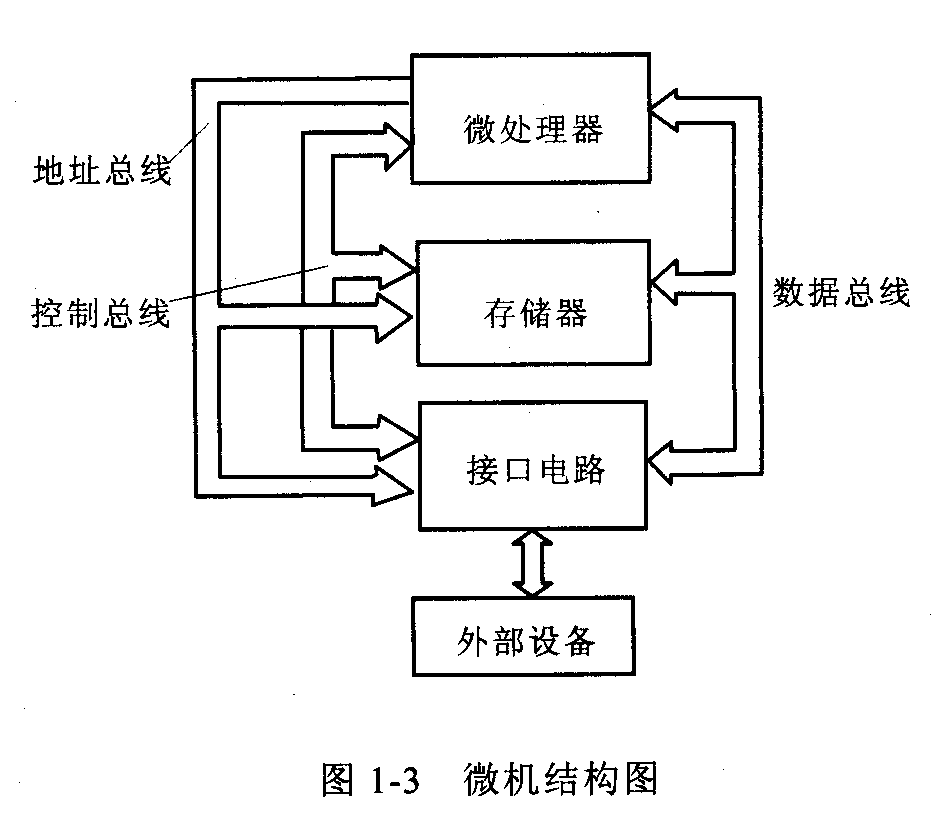 微处理器
地址总线
控制总线
存储器
数据总线
接口电路
外部设备
图 1-3 微机结构图